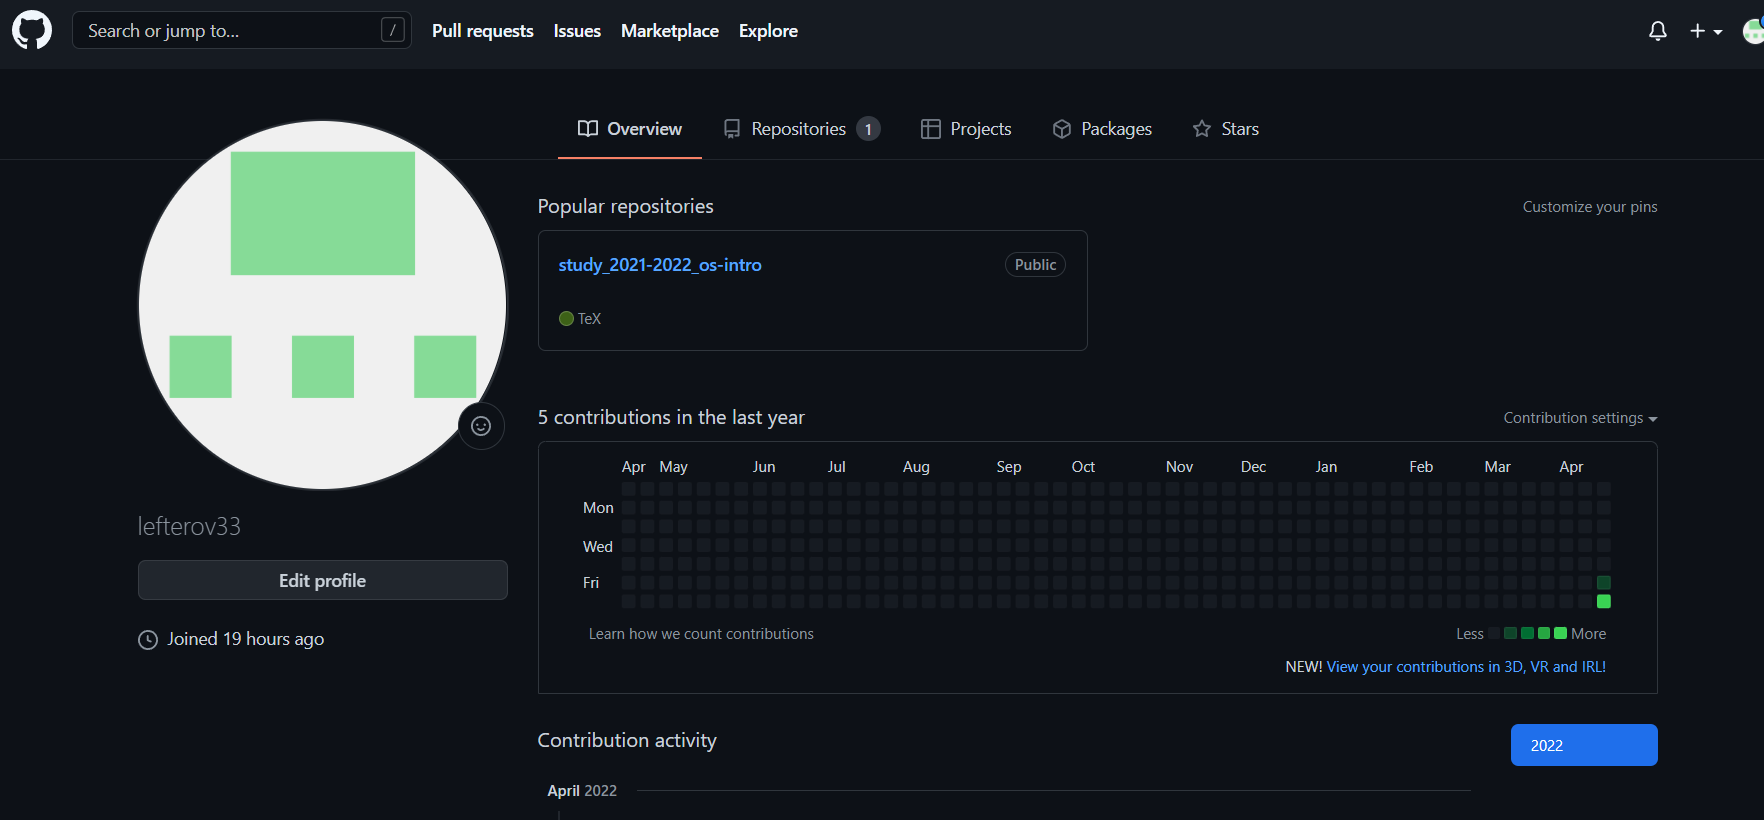 Search or jump to... / Pull requests Issues Marketplace Explore
Overview Repositories 1 Projects Packages Stars
Popular repositories Customize your pins
study_2021-2022_os-intro Public
TeX
5 contributions in the last year Contribution settings
Apr May Jun Jul Aug Sep Oct Nov Dec Jan Feb Mar Apr
Mon
Wed
Fri
Learn how we count contributions Less More
NEW! View your contributions in 3D, VR and IRL!
lefterov33
Edit profile
Joined 19 hours ago
Contribution activity 2022
April 2022